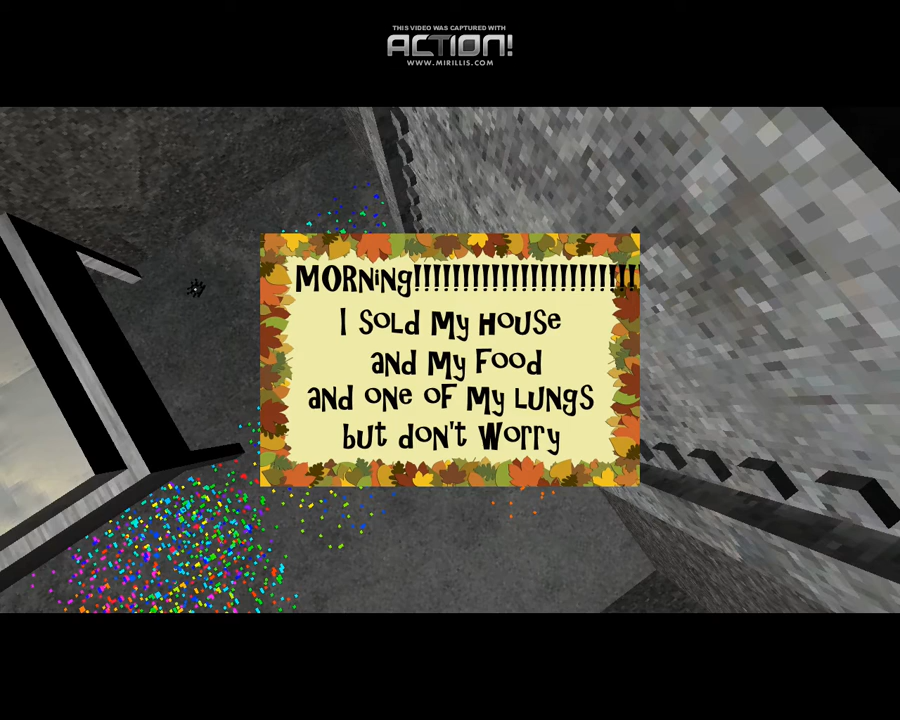 THIS VIDEO WAS CAPTURED WITH
ACTION!
WWW.MIRILLIS.COM
MORNiNg!!!!!!!!!!!!!!!!!!!!!!!
I SoLd My HoUSe
aNd My Food
aNd oNe oF My LUNgS
but doN't Worry